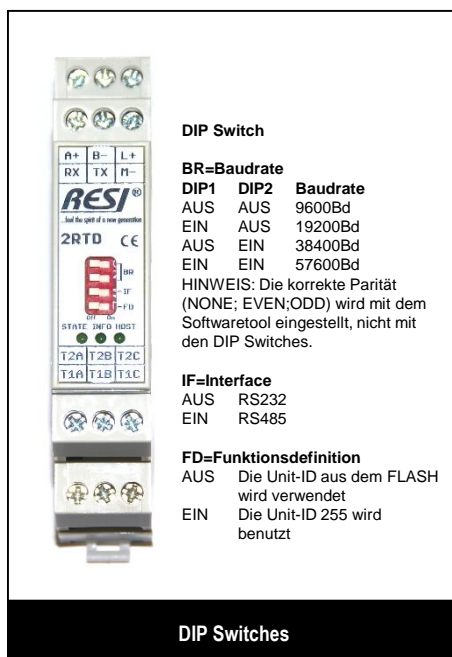 A+ B- L+
RX TX M-
RESI®
...feel the spirit of a new generation
2RTD CE
BR
IF
FD
Off On
STATE INFO HOST
T2A T2B T2C
T1A T1B T1C
DIP Switch
BR=Baudrate
DIP1 DIP2 Baudrate
AUS AUS 9600Bd
EIN AUS 19200Bd
AUS EIN 38400Bd
EIN EIN 57600Bd
HINWEIS: Die korrekte Parität
(NONE; EVEN;ODD) wird mit dem
Softwaretool eingestellt, nicht mit
den DIP Switches.
IF=Interface
AUS RS232
EIN RS485
FD=Funktionsdefinition
AUS Die Unit-ID aus dem FLASH
wird verwendet
EIN Die Unit-ID 255 wird
benutzt
DIP Switches